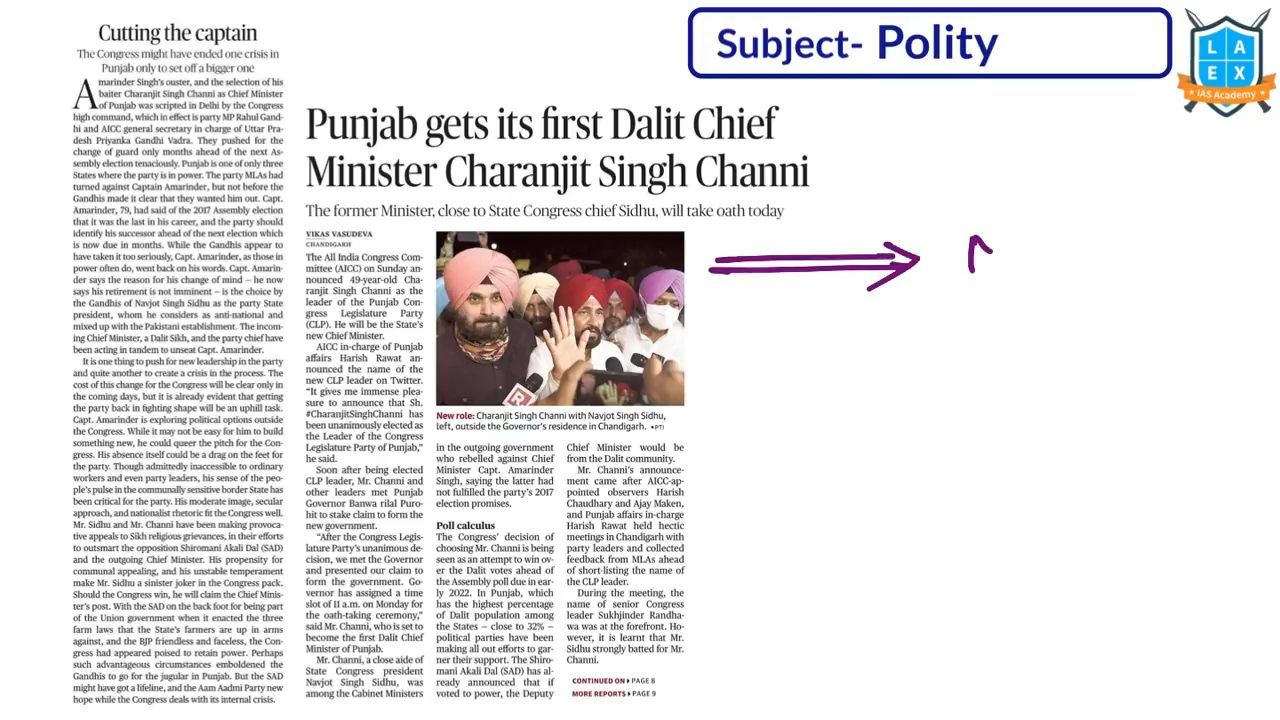 Cutting the captain
The Congress might have ended one crisis in
Punjab only to set off a bigger one
Amarinder Singh's ouster, and the selection of his
baiter Charanjit Singh Channi as Chief Minister
of Punjab was scripted in Delhi by the Congress
high command, which in effect is party MP Rahul Gand-
hi and AICC general secretary in charge of Uttar Pra-
desh Priyanka Gandhi Vadra. They pushed for the
change of guard only months ahead of the next As-
sembly election tenaciously. Punjab is one of only three
States where the party is in power. The party MLAs had
turned against Captain Amarinder, but not before the
Gandhis made it clear that they wanted him out. Capt.
Amarinder, 79, had said of the 2017 Assembly election
that it was the last in his career, and the party should
identify his successor ahead of the next election which
is now due in months. While the Gandhis appear to
have taken it too seriously, Capt. Amarinder, as those in
power often do, went back on his words. Capt. Amarin-
der says the reason for his change of mind – he now
says his retirement is not imminent – is the choice by
the Gandhis of Navjot Singh Sidhu as the party State
president, whom he considers as anti-national and
mixed up with the Pakistani establishment. The incom-
ing Chief Minister, a Dalit Sikh, and the party chief have
been acting in tandem to unseat Capt. Amarinder.
It is one thing to push for new leadership in the party
and quite another to create a crisis in the process. The
cost of this change for the Congress will be clear only in
the coming days, but it is already evident that getting
the party back in fighting shape will be an uphill task.
Capt. Amarinder is exploring political options outside
the Congress. While it may not be easy for him to build
something new, he could queer the pitch for the Con-
gress. His absence itself could be a drag on the feet for
the party. Though admittedly inaccessible to ordinary
workers and even party leaders, his sense of the peo-
ple's pulse in the communally sensitive border State has
been critical for the party. His moderate image, secular
approach, and nationalist rhetoric fit the Congress well.
Mr. Sidhu and Mr. Channi have been making provoca-
tive appeals to Sikh religious grievances, in their efforts
to outsmart the opposition Shiromani Akali Dal (SAD)
and the outgoing Chief Minister. His propensity for
communal appealing, and his unstable temperament
make Mr. Sidhu a sinister joker in the Congress pack.
Should the Congress win, he will claim the Chief Minis-
ter's post. With the SAD on the back foot for being part
of the Union government when it enacted the three
farm laws that the State's farmers are up in arms
against, and the BJP friendless and faceless, the Con-
gress had appeared poised to retain power. Perhaps
such advantageous circumstances emboldened the
Gandhis to go for the jugular in Punjab. But the SAD
might have got a lifeline, and the Aam Aadmi Party new
hope while the Congress deals with its internal crisis.
Subject- Polity
L A
E X
IAS Academy
Punjab gets its first Dalit Chief
Minister Charanjit Singh Channi
The former Minister, close to State Congress chief Sidhu, will take oath today
VIKAS VASUDEVA
CHANDIGARH
The All India Congress Com-
mittee (AICC) on Sunday an-
nounced 49-year-old Cha-
ranjit Singh Channi as the
leader of the Punjab Con-
gress Legislature Party
(CLP). He will be the State's
new Chief Minister.
AICC in-charge of Punjab
affairs Harish Rawat an-
nounced the name of the
new CLP leader on Twitter.
"It gives me immense plea-
sure to announce that Sh.
#CharanjitSinghChanni has
been unanimously elected as
the Leader of the Congress
Legislature Party of Punjab,"
he said.
Soon after being elected
CLP leader, Mr. Channi and
other leaders met Punjab
Governor Banwa rilal Puro-
hit to stake claim to form the
new government.
"After the Congress Legis-
lature Party's unanimous de-
cision, we met the Governor
and presented our claim to
form the government. Go-
vernor has assigned a time
slot of 11 a.m. on Monday for
the oath-taking ceremony,"
said Mr. Channi, who is set to
become the first Dalit Chief
Minister of Punjab.
Mr. Channi, a close aide of
State Congress president
Navjot Singh Sidhu, was
among the Cabinet Ministers
R
New role: Charanjit Singh Channi with Navjot Singh Sidhu,
left, outside the Governor's residence in Chandigarh. • PTI
in the outgoing government
who rebelled against Chief
Minister Capt. Amarinder
Singh, saying the latter had
not fulfilled the party's 2017
election promises.
Poll calculus
The Congress' decision of
choosing Mr. Channi is being
seen as an attempt to win ov-
er the Dalit votes ahead of
the Assembly poll due in ear-
ly 2022. In Punjab, which
has the highest percentage
of Dalit population among
the States – close to 32% –
political parties have been
making all out efforts to gar-
ner their support. The Shiro-
mani Akali Dal (SAD) has al-
ready announced that if
voted to power, the Deputy
Chief Minister would be
from the Dalit community.
Mr. Channi's announce-
ment came after AICC-ap-
pointed observers Harish
Chaudhary and Ajay Maken,
and Punjab affairs in-charge
Harish Rawat held hectic
meetings in Chandigarh with
party leaders and collected
feedback from MLAs ahead
of short-listing the name of
the CLP leader.
During the meeting, the
name of senior Congress
leader Sukhjinder Randha-
wa was at the forefront. Ho-
wever, it is learnt that Mr.
Sidhu strongly batted for Mr.
Channi.
CONTINUED ON ▸ PAGE 8
MORE REPORTS ▸ PAGE 9